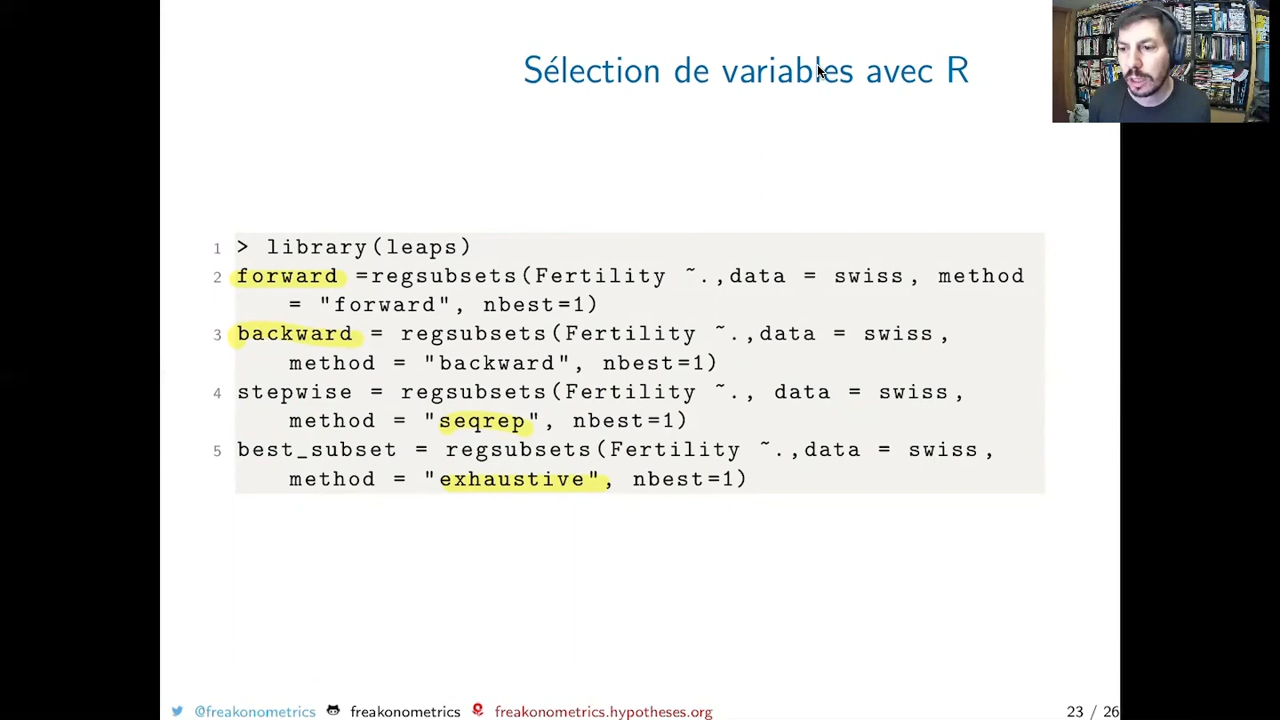 Sélection de variables avec R
1 > library(leaps)
2 forward =regsubsets(Fertility ~.,data = swiss, method
= "forward", nbest=1)
3 backward = regsubsets(Fertility ~.,data = swiss,
method = "backward", nbest=1)
4 stepwise = regsubsets(Fertility ~., data = swiss,
method = "seqrep", nbest=1)
5 best_subset = regsubsets(Fertility ~.,data = swiss,
method = "exhaustive", nbest=1)
@freakonometrics freakonometrics freakonometrics.hypotheses.org 23 / 26